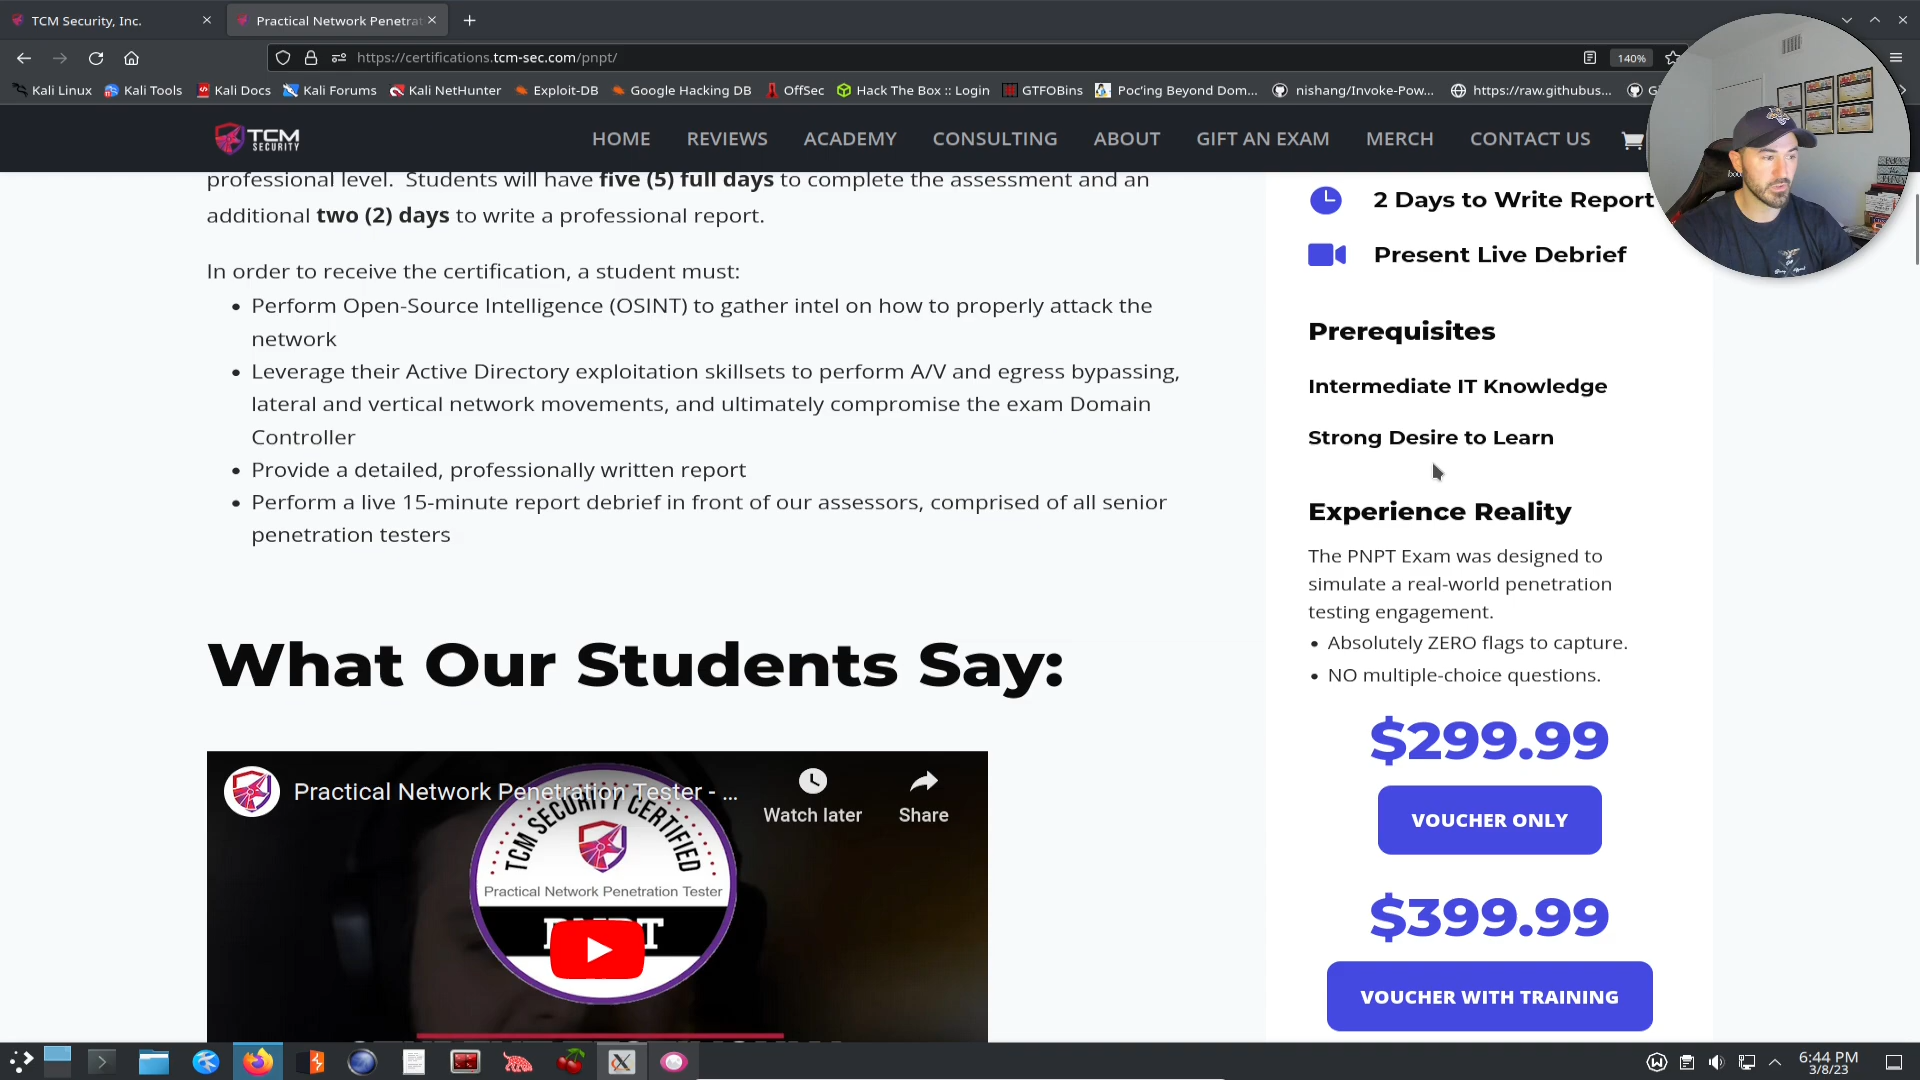 TCM Security, Inc.
Practical Network Penetrat
https://certifications.tcm-sec.com/pnpt/
140%
Kali Linux
Kali Tools
Kali Docs
Kali Forums
Kali NetHunter
Exploit-DB
Google Hacking DB
OffSec
Hack The Box :: Login
GTFOBins
Poc'ing Beyond Dom...
nishang/Invoke-Pow...
https://raw.githubus...
TCM
SECURITY
HOME
REVIEWS
ACADEMY
CONSULTING
ABOUT
GIFT AN EXAM
MERCH
CONTACT US
professional level. Students will have five (5) full days to complete the assessment and an
additional two (2) days to write a professional report.
In order to receive the certification, a student must:
• Perform Open-Source Intelligence (OSINT) to gather intel on how to properly attack the
network
• Leverage their Active Directory exploitation skillsets to perform A/V and egress bypassing,
lateral and vertical network movements, and ultimately compromise the exam Domain
Controller
• Provide a detailed, professionally written report
• Perform a live 15-minute report debrief in front of our assessors, comprised of all senior
penetration testers
What Our Students Say:
Practical Network Penetration Tester - ...
Watch later
Share
TCM SECURITY CERTIFIED
Practical Network Penetration Tester
2 Days to Write Report
Present Live Debrief
Prerequisites
Intermediate IT Knowledge
Strong Desire to Learn
Experience Reality
The PNPT Exam was designed to
simulate a real-world penetration
testing engagement.
• Absolutely ZERO flags to capture.
• NO multiple-choice questions.
$299.99
VOUCHER ONLY
$399.99
VOUCHER WITH TRAINING
6:44 PM
3/8/23